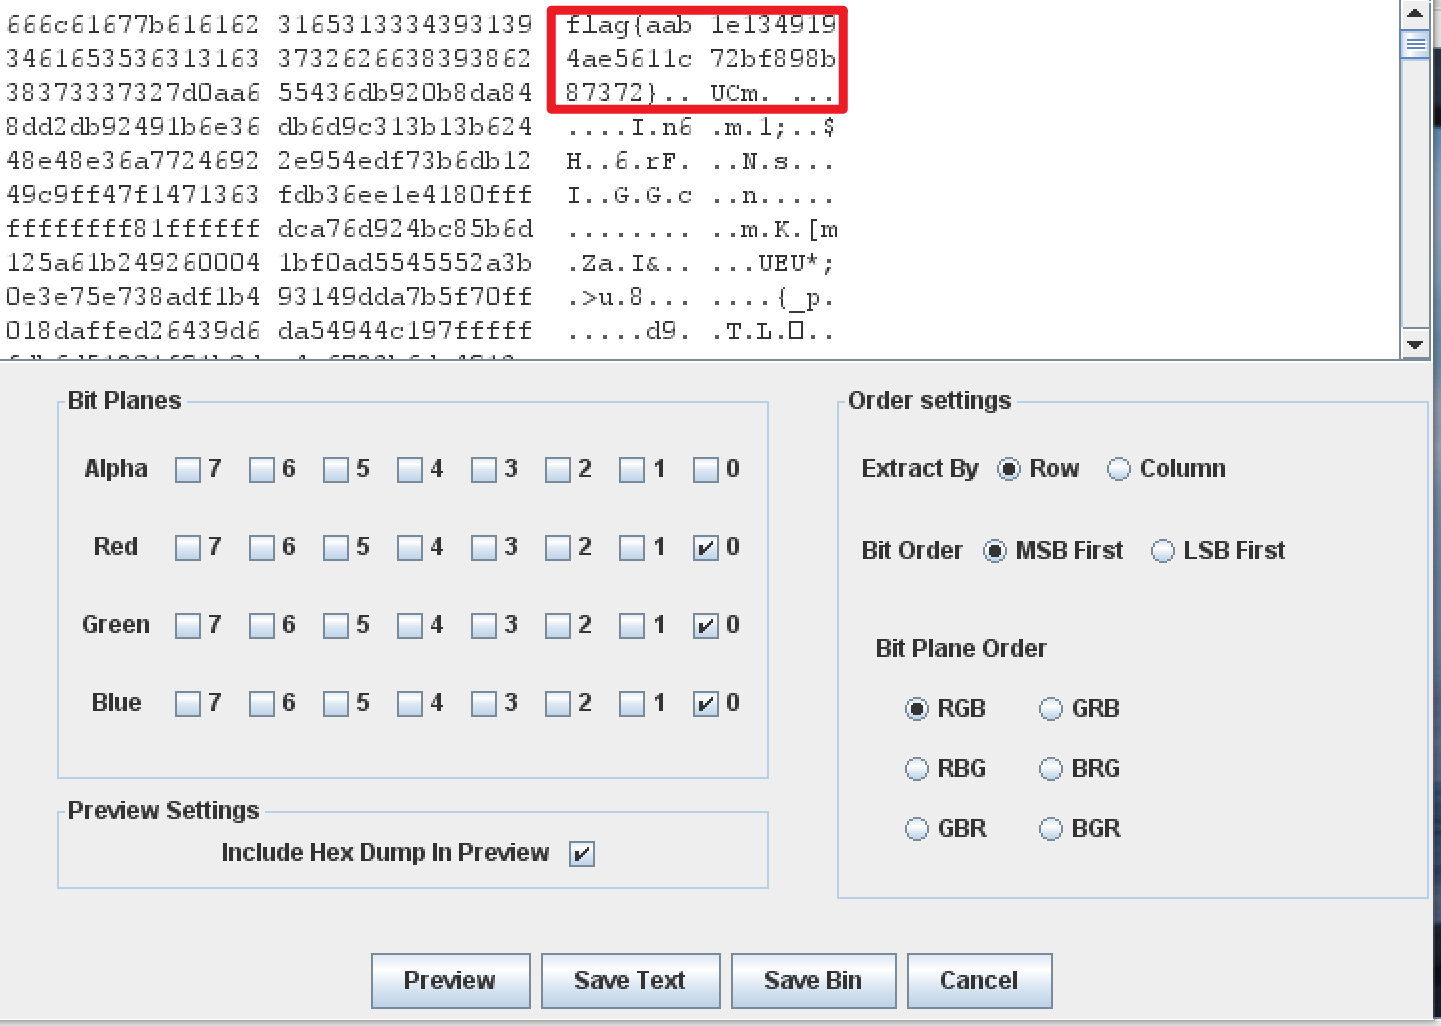 666c61677b616162 3165313334393139 flag{aab 1e134919
3461653536313163 3732626638393862 4ae5611c 72bf898b
38373337327d0aa6 55436db920b8da84 87372}.. UCm. ...
8dd2db92491b6e36 db6d9c313b13b624 ....I.n6 .m.1;..$
48e48e36a7724692 2e954edf73b6db12 H..6.rF. ..N.s...
49c9ff47f1471363 fdb36ee1e4180fff I..G.G.c ..n.....
ffffffff81ffffff dca76d924bc85b6d ........ ..m.K.[m
125a61b249260004 1bf0ad5545552a3b .Za.I&.. ...UEU*;
0e3e75e738adf1b4 93149dda7b5f70ff .>u.8... ....{_p.
018daffed26439d6 da54944c197fffff .....d9. .T.L.□..
Bit Planes
Alpha 7 6 5 4 3 2 1 0
Red 7 6 5 4 3 2 1 0
Green 7 6 5 4 3 2 1 0
Blue 7 6 5 4 3 2 1 0
Preview Settings
Include Hex Dump In Preview
Order settings
Extract By Row Column
Bit Order MSB First LSB First
Bit Plane Order
RGB GRB
RBG BRG
GBR BGR
Preview Save Text Save Bin Cancel